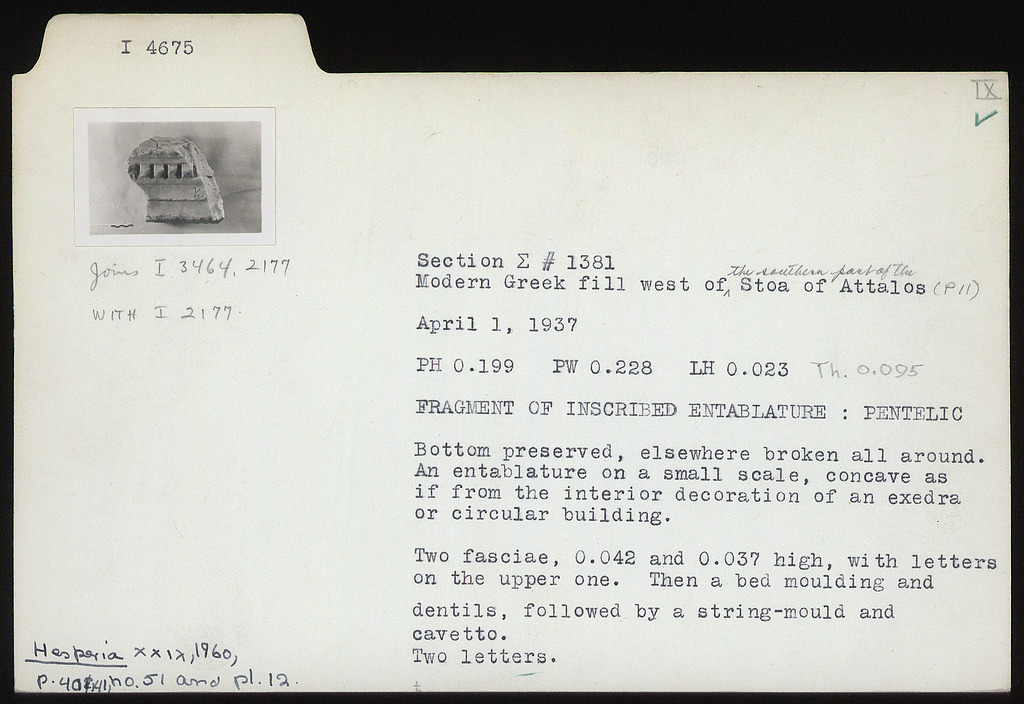 I 4675
IX
Joins I 3464, 2177
WITH I 2177.
Section Σ # 1381
the southern part of the
Modern Greek fill west of Stoa of Attalos (P 11)
April 1, 1937
PH 0.199 PW 0.228 LH 0.023 Th. 0.095
FRAGMENT OF INSCRIBED ENTABLATURE : PENTELIC
Bottom preserved, elsewhere broken all around.
An entablature on a small scale, concave as
if from the interior decoration of an exedra
or circular building.
Two fasciae, 0.042 and 0.037 high, with letters
on the upper one. Then a bed moulding and
dentils, followed by a string-mould and
cavetto.
Two letters.
Hesperia xxix, 1960,
p. no. 51 and pl. 12.